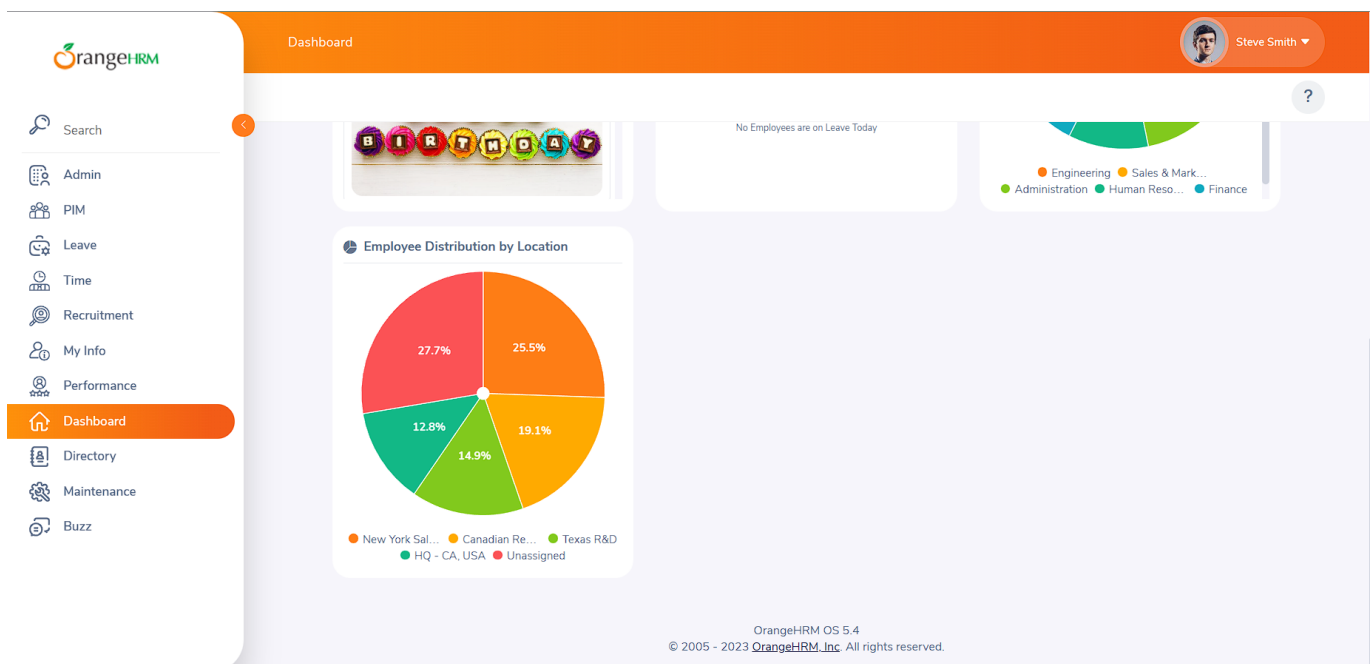 OrangeHRM
Dashboard
Steve Smith
?
Search
Admin
PIM
Leave
Time
Recruitment
My Info
Performance
Dashboard
Directory
Maintenance
Buzz
BIRTHDAY
No Employees are on Leave Today
Engineering Sales & Mark...
Administration Human Reso... Finance
Employee Distribution by Location
27.7% 25.5%
12.8% 19.1%
14.9%
New York Sal... Canadian Re... Texas R&D
HQ - CA, USA Unassigned
OrangeHRM OS 5.4
© 2005 - 2023 OrangeHRM, Inc. All rights reserved.